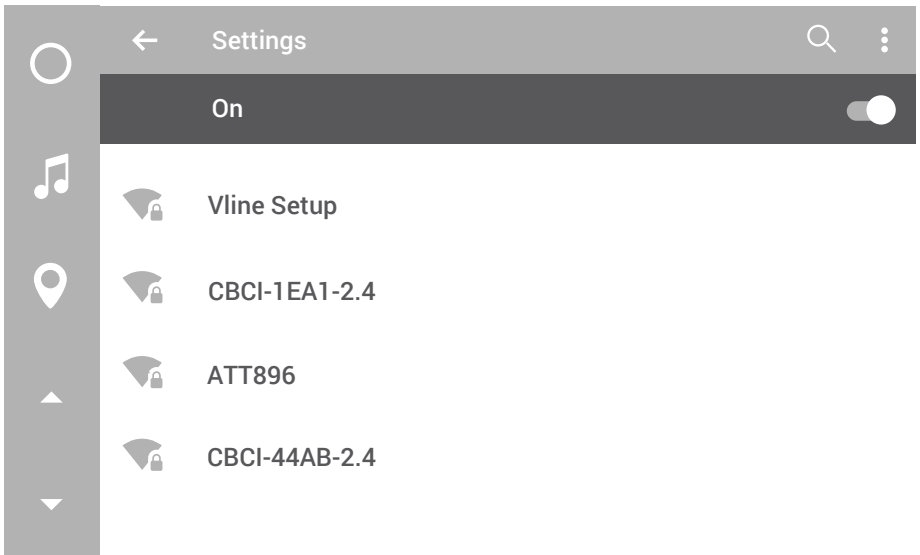 Settings
On
Vline Setup
CBCI-1EA1-2.4
ATT896
CBCI-44AB-2.4